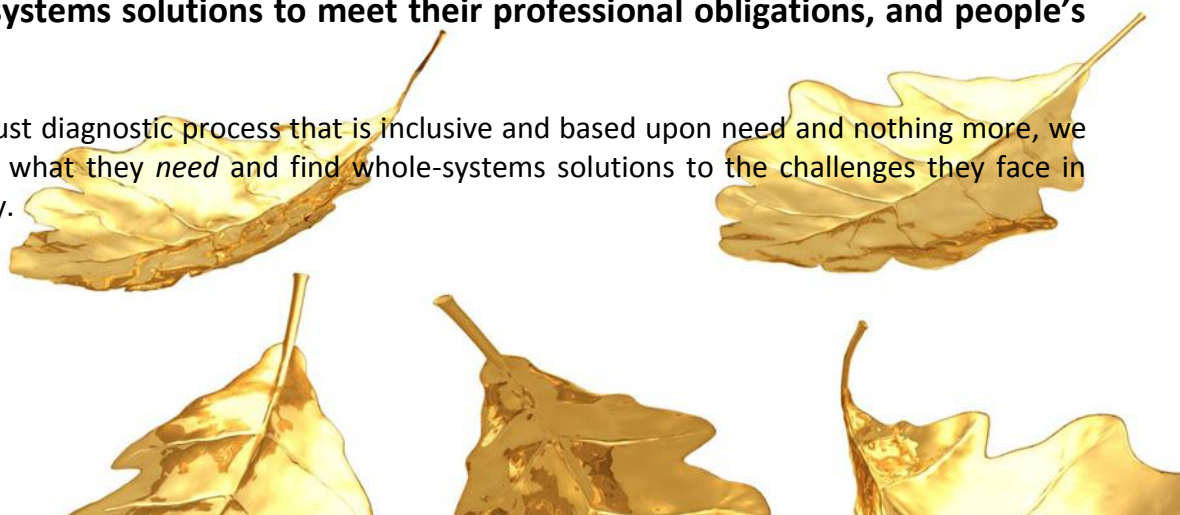 systems solutions to meet their professional obligations, and people’s
ust diagnostic process that is inclusive and based upon need and nothing more, we
what they need and find whole-systems solutions to the challenges they face in
y.